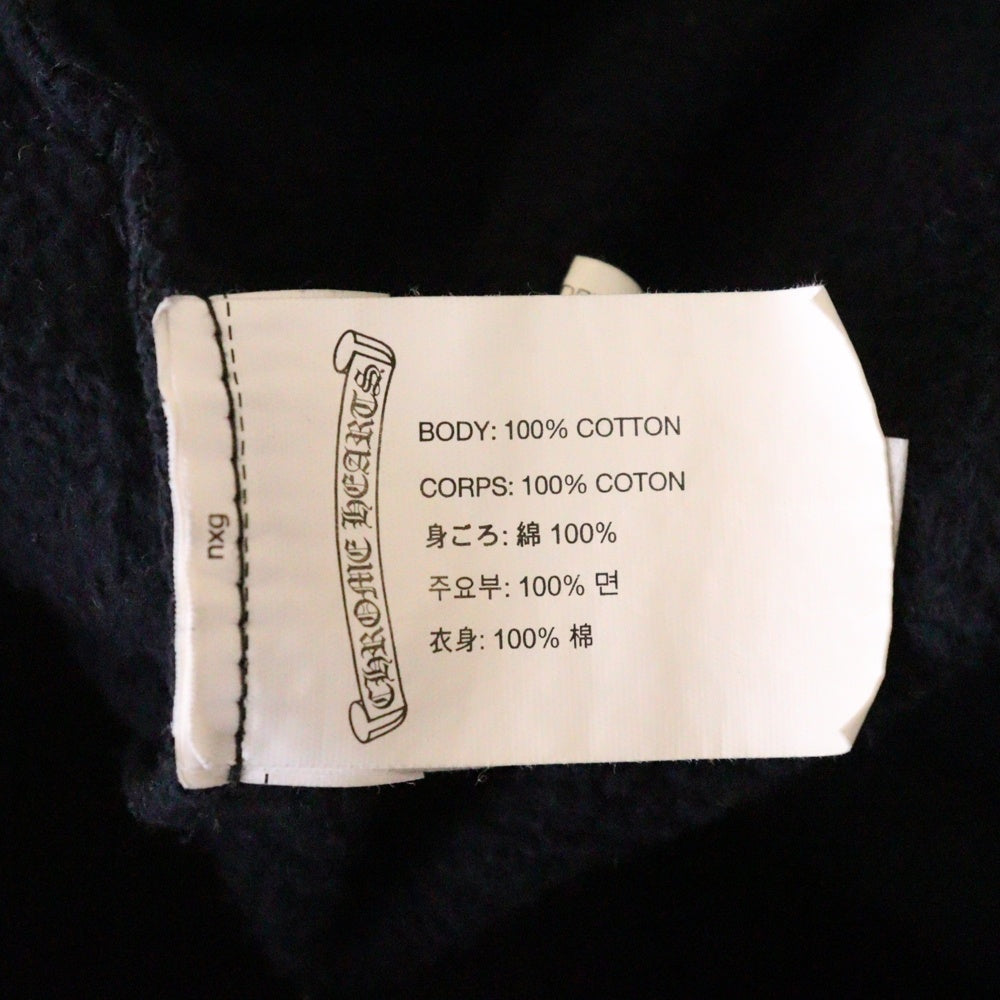 nxg
CHROME HEARTS
BODY: 100% COTTON
CORPS: 100% COTON
身ごろ: 綿 100%
주요부: 100% 면
衣身: 100% 棉